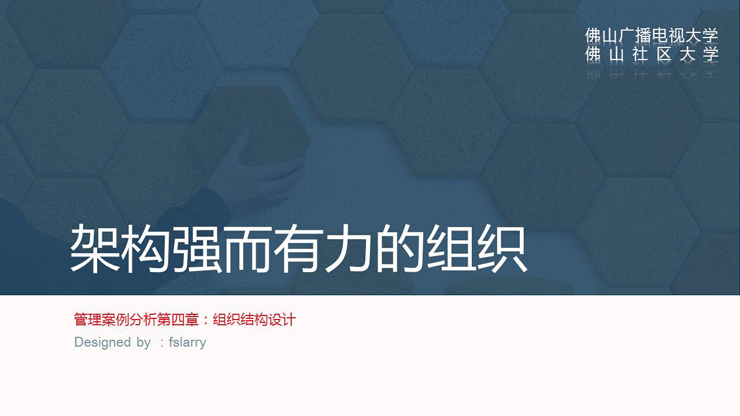 佛山广播电视大学
佛山社区大学
架构强而有力的组织
管理案例分析第四章：组织结构设计
Designed by ：fslarry